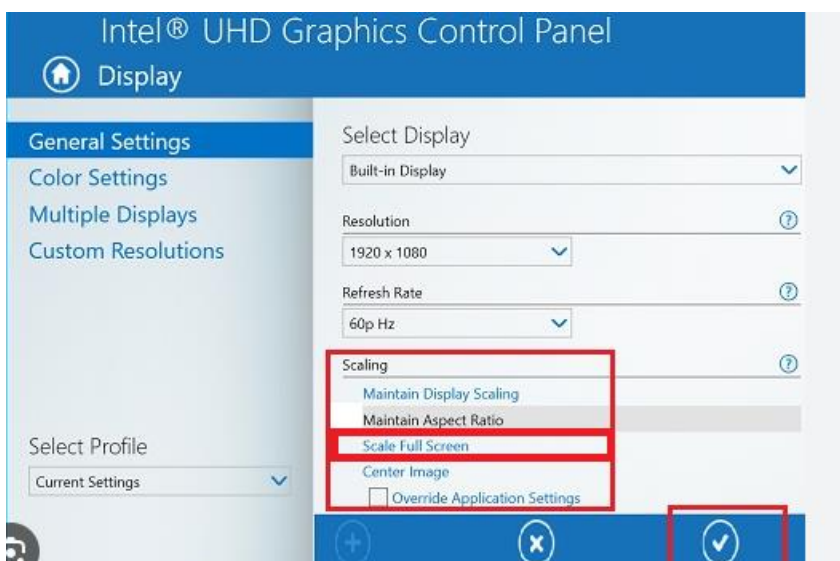 Intel® UHD Graphics Control Panel
Display
General Settings
Color Settings
Multiple Displays
Custom Resolutions
Select Profile
Current Settings
Select Display
Built-in Display
Resolution
?
1920 x 1080
Refresh Rate
?
60p Hz
Scaling
?
Maintain Display Scaling
Maintain Aspect Ratio
Scale Full Screen
Center Image
Override Application Settings